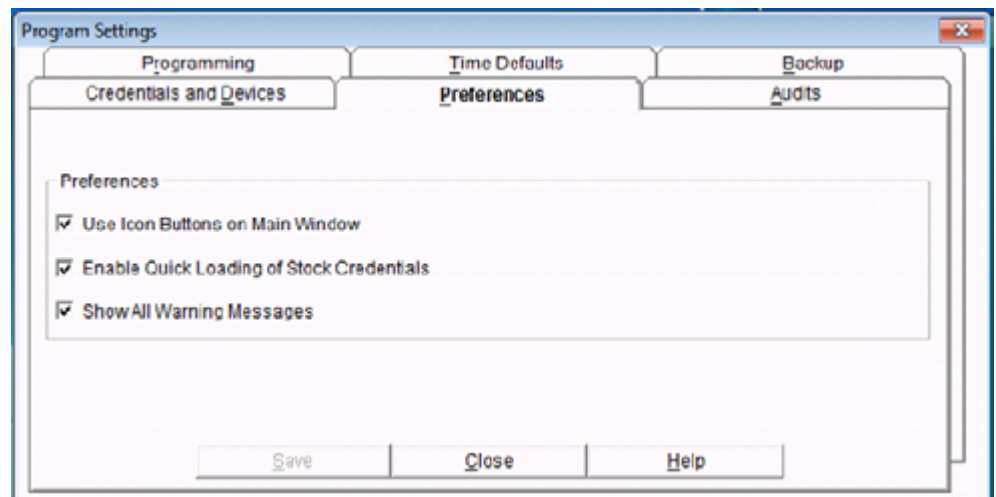 Program Settings
Programming Time Defaults Backup
Credentials and Devices Preferences Audits
Preferences
Use Icon Buttons on Main Window
Enable Quick Loading of Stock Credentials
Show All Warning Messages
Save Close Help